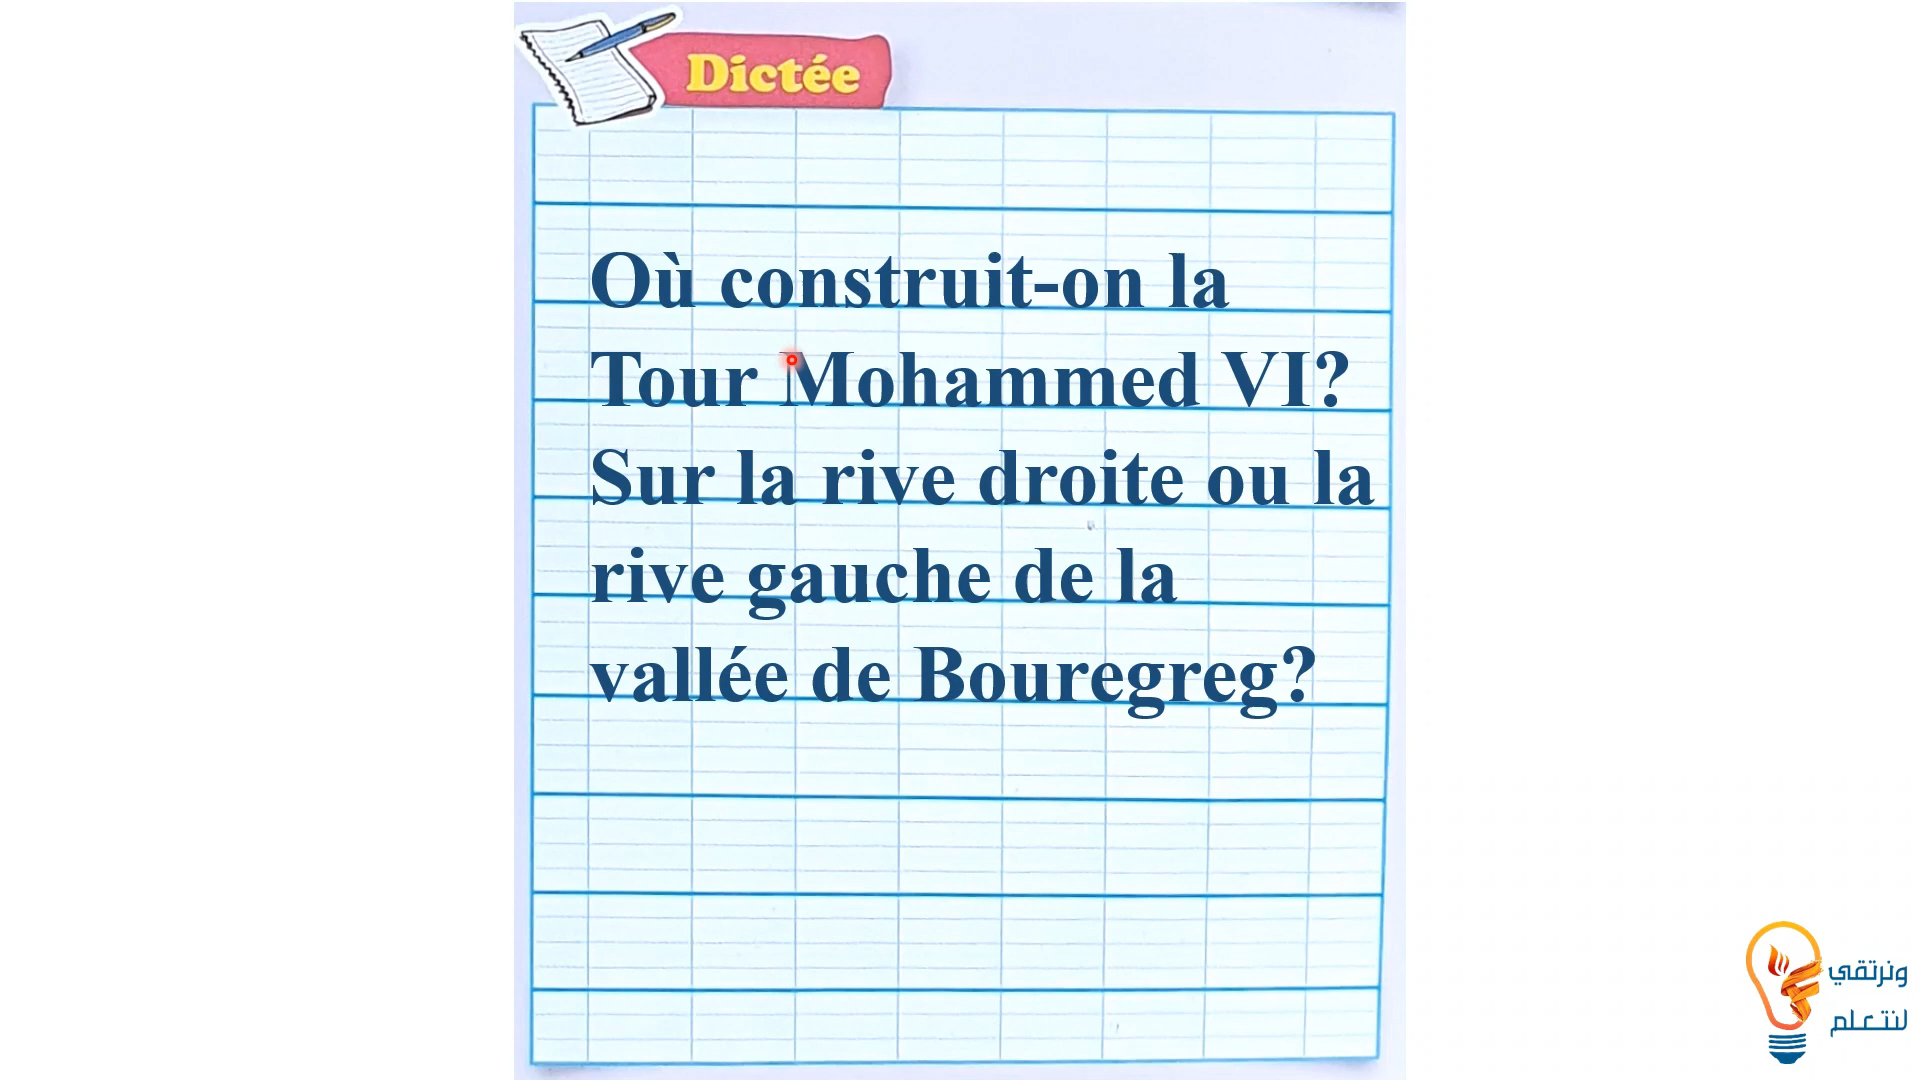 Dictée
Où construit-on la
Tour Mohammed VI?
Sur la rive droite ou la
rive gauche de la
vallée de Bouregreg?
ونرتقي
لنتعلم